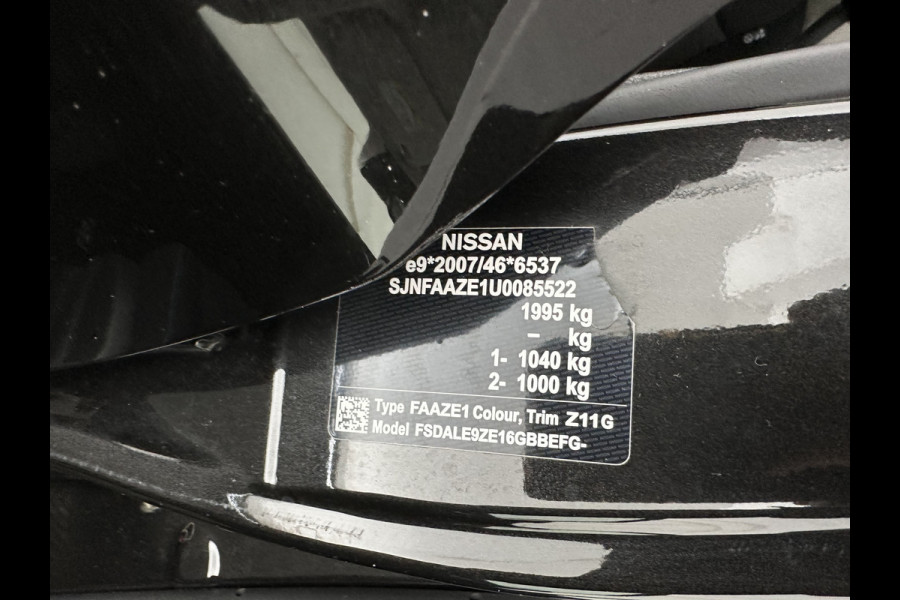 NISSAN
e9*2007/46*6537
SJNFAAZE1U0085522
1995 kg
– kg
1- 1040 kg
2- 1000 kg
Type FAAZE1 Colour, Trim Z11 G
Model FSDALE9ZE16GBBEFG-